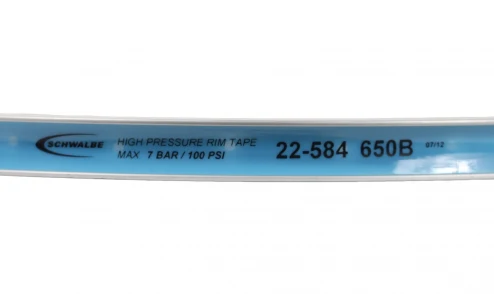 SCHWALBE
HIGH PRESSURE RIM TAPE
MAX 7 BAR / 100 PSI
22-584 650B
07/12